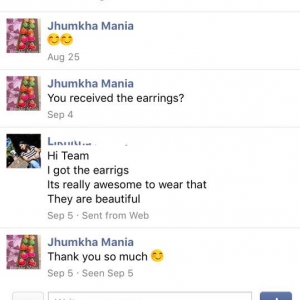 Jhumkha Mania
😊😊
Aug 25
Jhumkha Mania
You received the earrings?
Sep 4
Hi Team
I got the earrigs
Its really awesome to wear that
They are beautiful
Sep 5 · Sent from Web
Jhumkha Mania
Thank you so much 😊
Sep 5 · Seen Sep 5